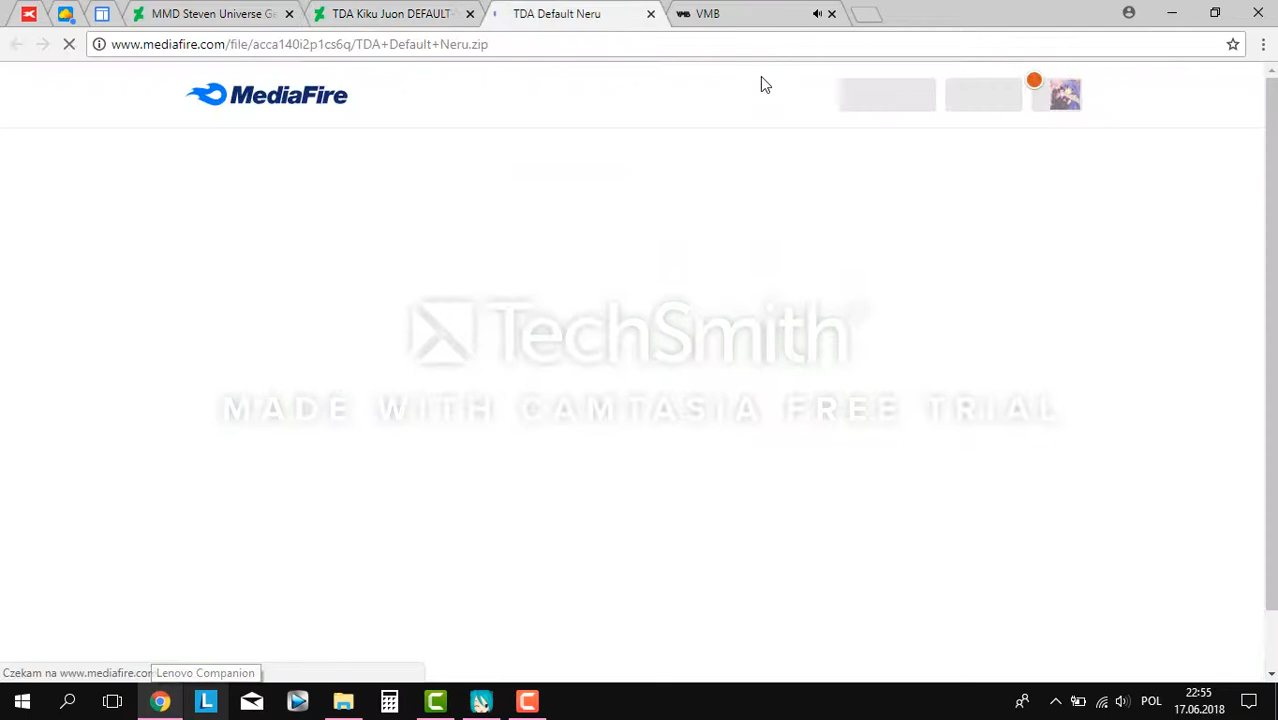 MMD Steven Universe Ge
TDA Kiku Juon DEFAULT-
TDA Default Neru
VMB
www.mediafire.com/file/acca140i2p1cs6q/TDA+Default+Neru.zip
MediaFire
TechSmith
MADE WITH CAMTASIA FREE TRIAL
Czekam na www.mediafire.com
Lenovo Companion
L
POL
22:55
17.06.2018